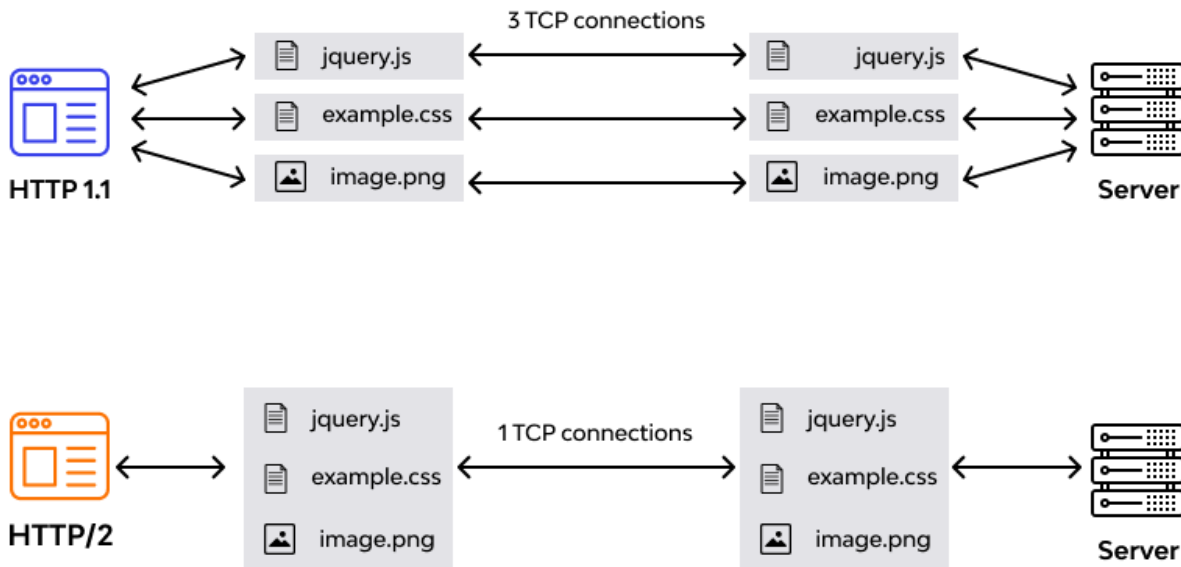 3 TCP connections
jquery.js jquery.js
example.css example.css
image.png image.png
HTTP 1.1 Server
jquery.js jquery.js
1 TCP connections
example.css example.css
image.png image.png
HTTP/2 Server